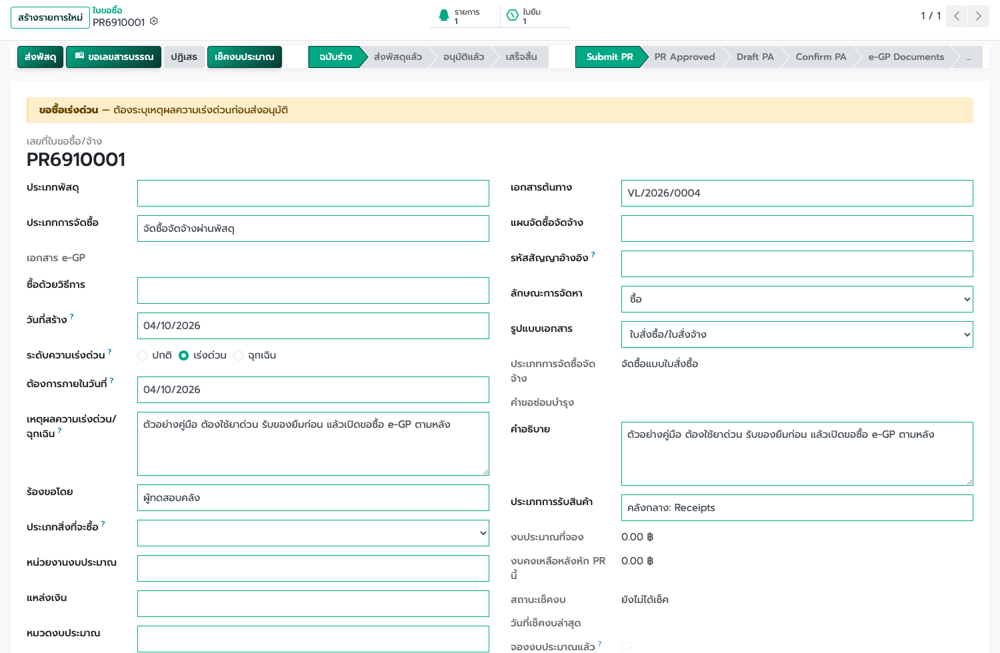 สร้างรายการใหม่
ใบขอซื้อ
PR6910001
รายการ
1
ใบยืม
1
1 / 1
ส่งพัสดุ
ขอเลขสารบรรณ
ปฏิเสธ
เช็คงบประมาณ
ฉบับร่าง
ส่งพัสดุแล้ว
อนุมัติแล้ว
เสร็จสิ้น
Submit PR
PR Approved
Draft PA
Confirm PA
e-GP Documents
...
ขอซื้อเร่งด่วน — ต้องระบุเหตุผลความเร่งด่วนก่อนส่งอนุมัติ
เลขที่ใบขอซื้อ/จ้าง
PR6910001
ประเภทพัสดุ
ประเภทการจัดซื้อ
จัดซื้อจัดจ้างผ่านพัสดุ
เอกสาร e-GP
ซื้อด้วยวิธีการ
วันที่สร้าง ?
04/10/2026
ระดับความเร่งด่วน ?
ปกติ
เร่งด่วน
ฉุกเฉิน
ต้องการภายในวันที่ ?
04/10/2026
เหตุผลความเร่งด่วน/
ฉุกเฉิน ?
ตัวอย่างคู่มือ ต้องใช้ยาด่วน รับของยืมก่อน แล้วเปิดขอซื้อ e-GP ตามหลัง
ร้องขอโดย
ผู้ทดสอบคลัง
ประเภทสิ่งที่จะซื้อ ?
หน่วยงานงบประมาณ
แหล่งเงิน
หมวดงบประมาณ
เอกสารต้นทาง
VL/2026/0004
แผนจัดซื้อจัดจ้าง
รหัสสัญญาอ้างอิง ?
ลักษณะการจัดหา
ซื้อ
รูปแบบเอกสาร
ใบสั่งซื้อ/ใบสั่งจ้าง
ประเภทการจัดซื้อจัด
จ้าง
จัดซื้อแบบใบสั่งซื้อ
คำขอซ่อมบำรุง
คำอธิบาย
ตัวอย่างคู่มือ ต้องใช้ยาด่วน รับของยืมก่อน แล้วเปิดขอซื้อ e-GP ตามหลัง
ประเภทการรับสินค้า
คลังกลาง: Receipts
งบประมาณที่จอง
0.00 ฿
งบคงเหลือหลังหัก PR
นี้
0.00 ฿
สถานะเช็คงบ
ยังไม่ได้เช็ค
วันที่เช็คงบล่าสุด
จองงบประมาณแล้ว ?